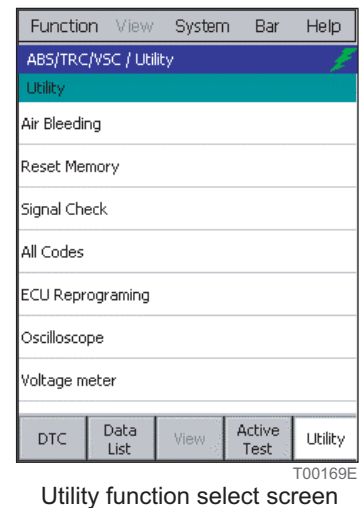 Function View System Bar Help
ABS/TRC/VSC / Utility
Utility
Air Bleeding
Reset Memory
Signal Check
All Codes
ECU Reprograming
Oscilloscope
Voltage meter
DTC Data List View Active Test Utility
T00169E
Utility function select screen